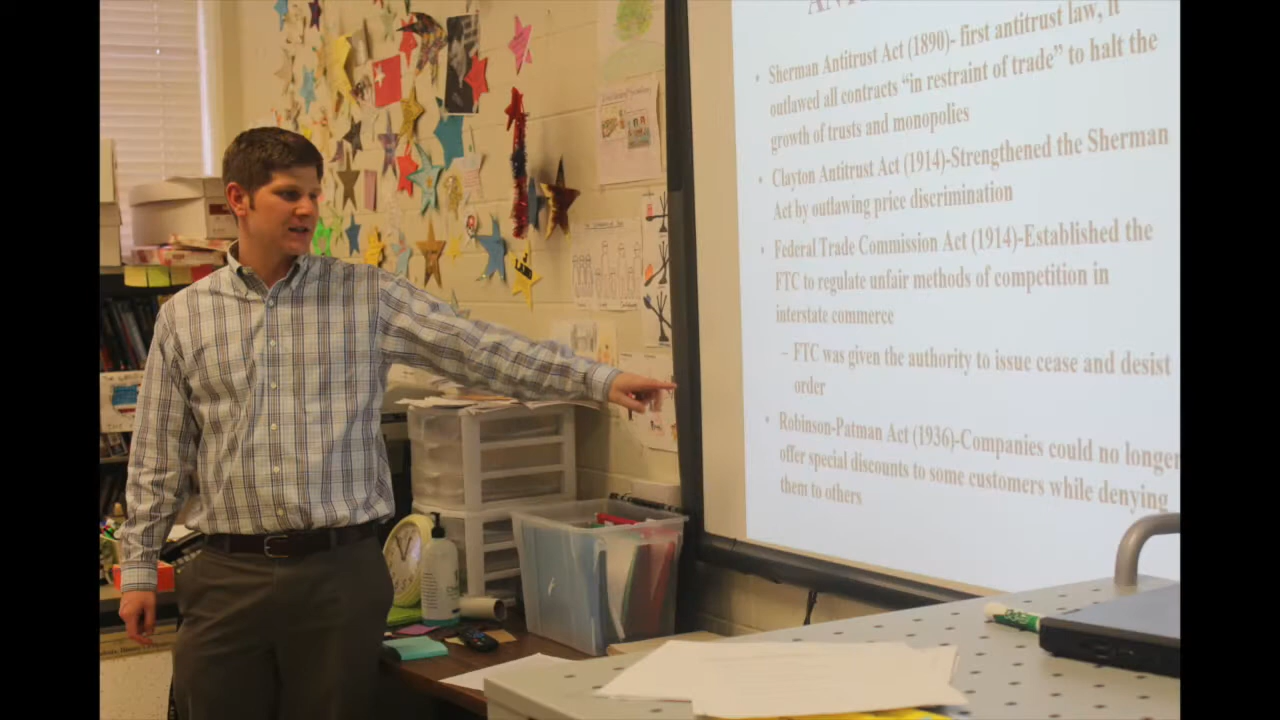 • Sherman Antitrust Act (1890)- first antitrust law, it
outlawed all contracts “in restraint of trade” to halt the
growth of trusts and monopolies
• Clayton Antitrust Act (1914)-Strengthened the Sherman
Act by outlawing price discrimination
• Federal Trade Commission Act (1914)-Established the
FTC to regulate unfair methods of competition in
interstate commerce
– FTC was given the authority to issue cease and desist
order
• Robinson-Patman Act (1936)-Companies could no longer
offer special discounts to some customers while denying
them to others